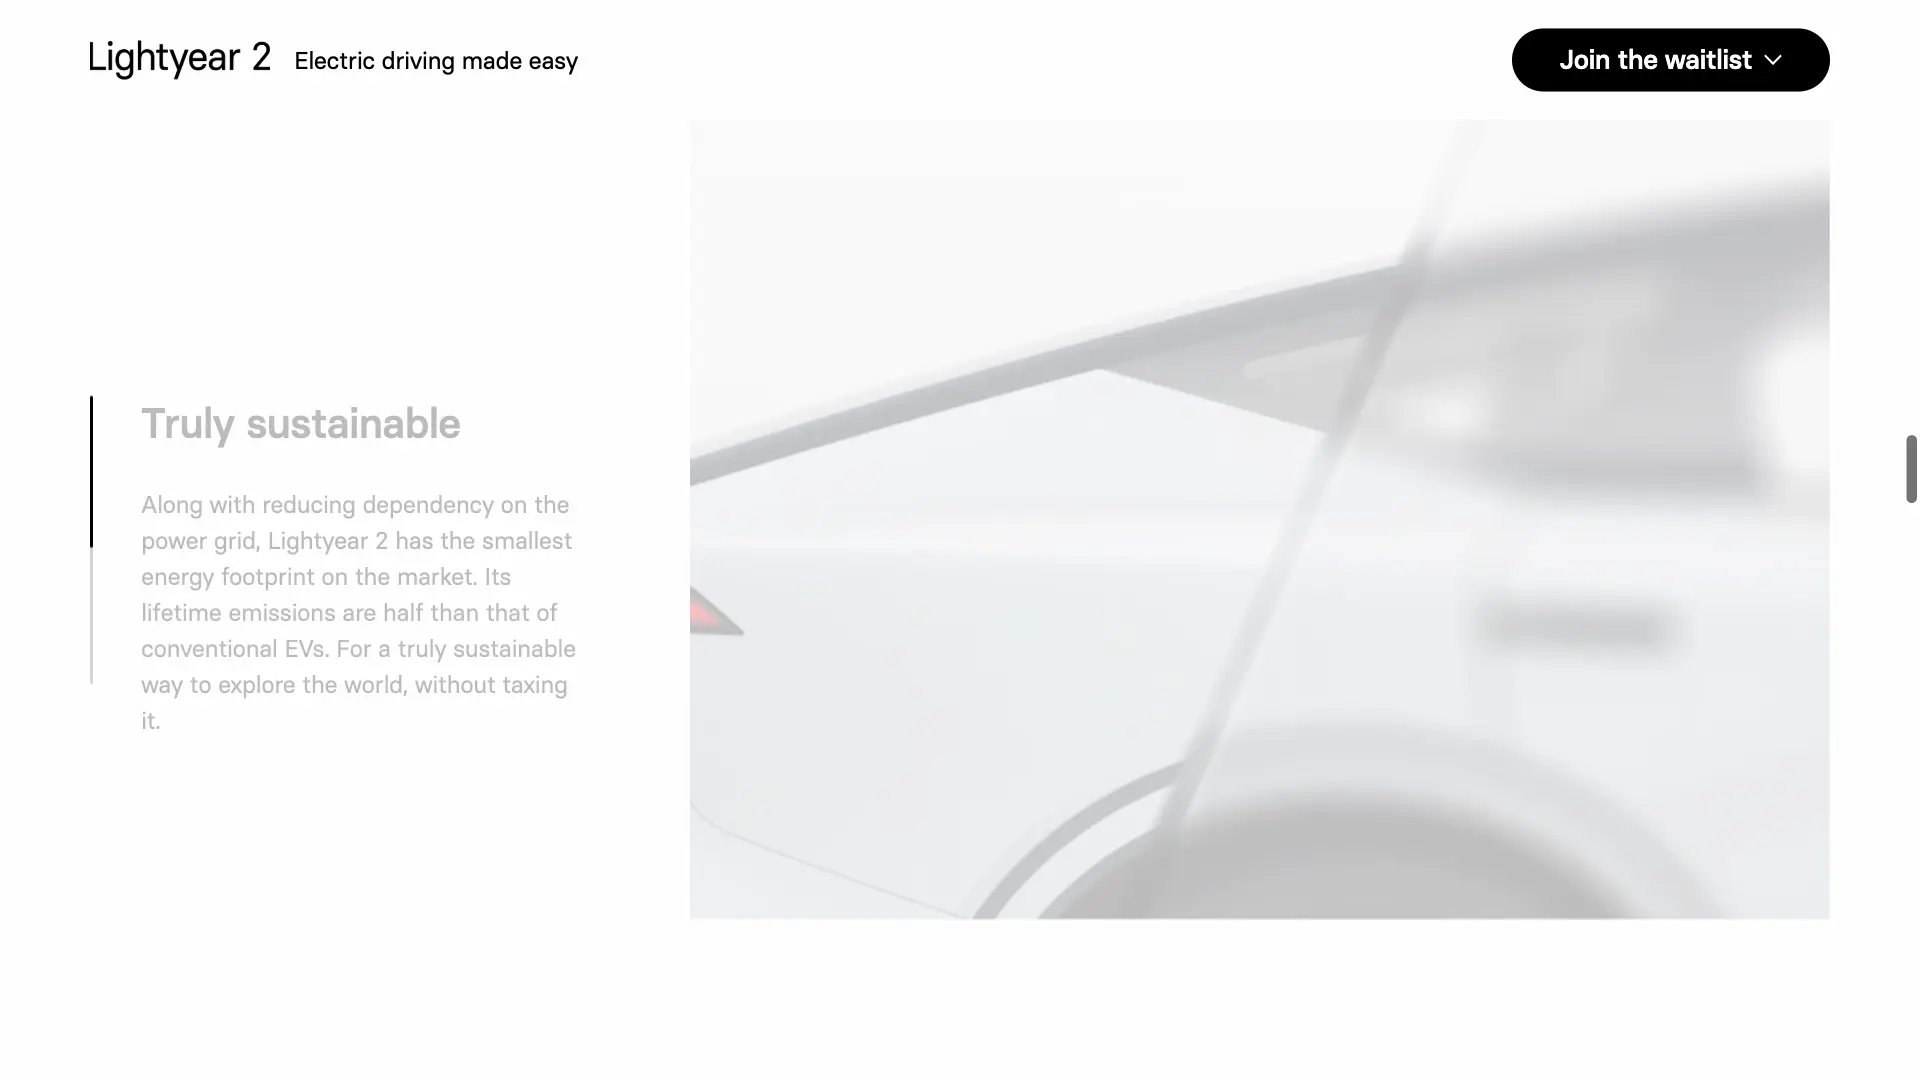 Lightyear 2 Electric driving made easy
Join the waitlist
Truly sustainable
Along with reducing dependency on the
power grid, Lightyear 2 has the smallest
energy footprint on the market. Its
lifetime emissions are half than that of
conventional EVs. For a truly sustainable
way to explore the world, without taxing
it.